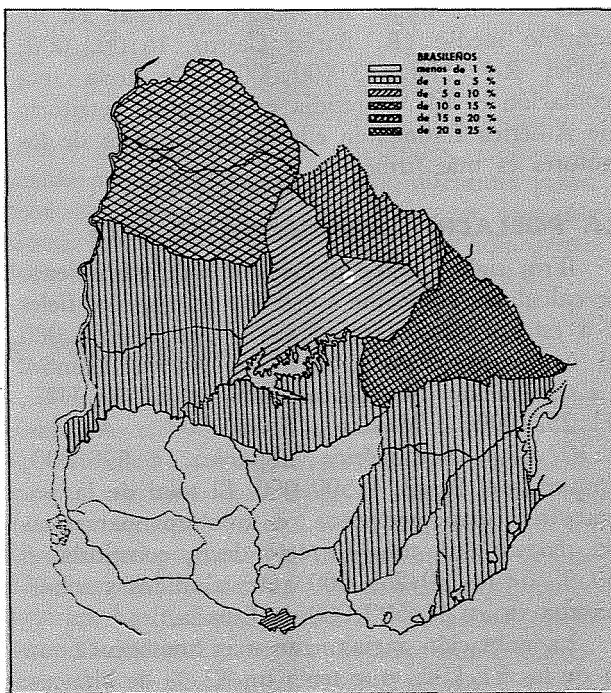 BRASILEÑOS
menos de 1 %
de 1 a 5 %
de 5 a 10 %
de 10 a 15 %
de 15 a 20 %
de 20 a 25 %